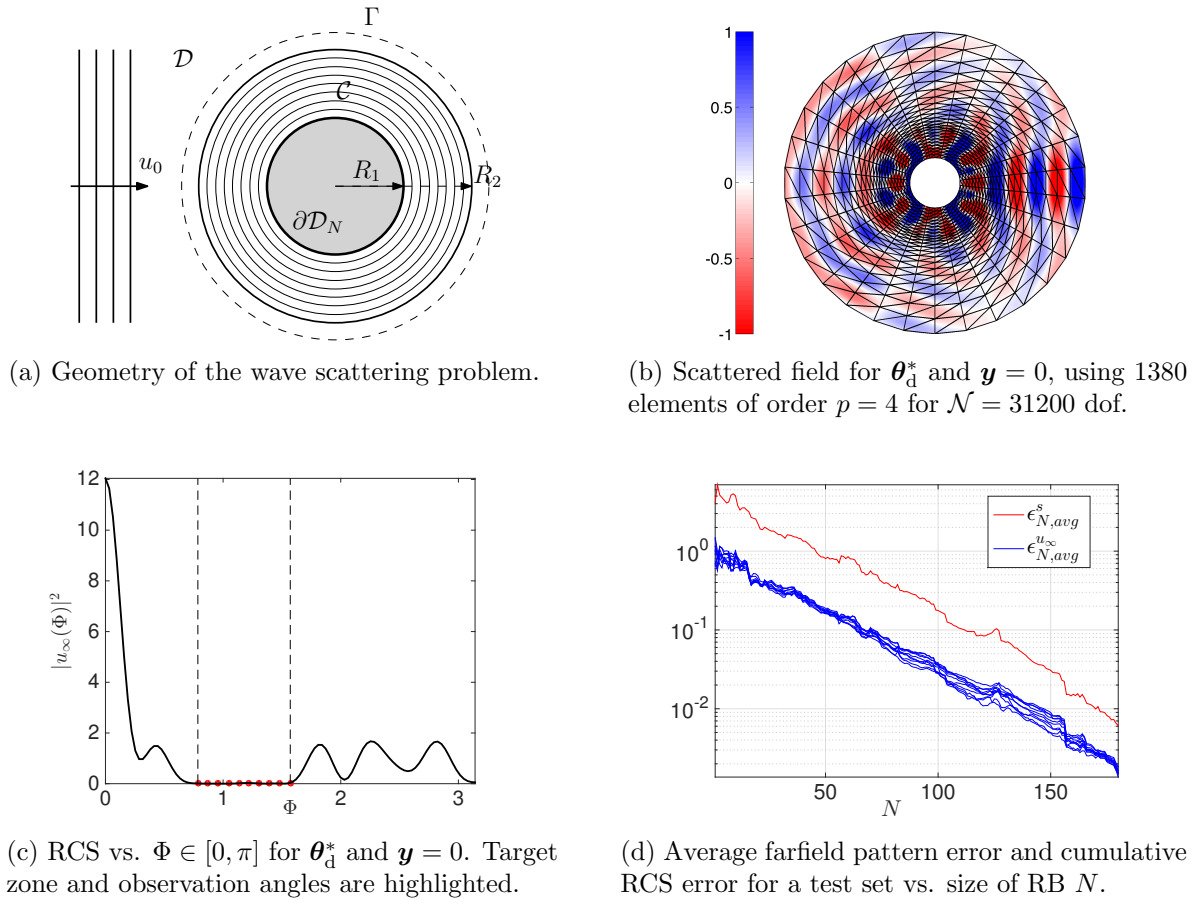 Γ
𝒟
𝒞
u₀
R₁
R₂
∂𝒟_N
(a) Geometry of the wave scattering problem.
1
0.5
0
-0.5
-1
(b) Scattered field for θ_d^* and y = 0, using 1380
elements of order p = 4 for 𝒩 = 31200 dof.
12
10
8
6
4
2
0
|u_∞(Φ)|²
0
1
2
3
Φ
(c) RCS vs. Φ ∈ [0, π] for θ_d^* and y = 0. Target
zone and observation angles are highlighted.
ϵ_{N,avg}^s
ϵ_{N,avg}^{u_∞}
10⁰
10⁻¹
10⁻²
50
100
150
N
(d) Average farfield pattern error and cumulative
RCS error for a test set vs. size of RB N.